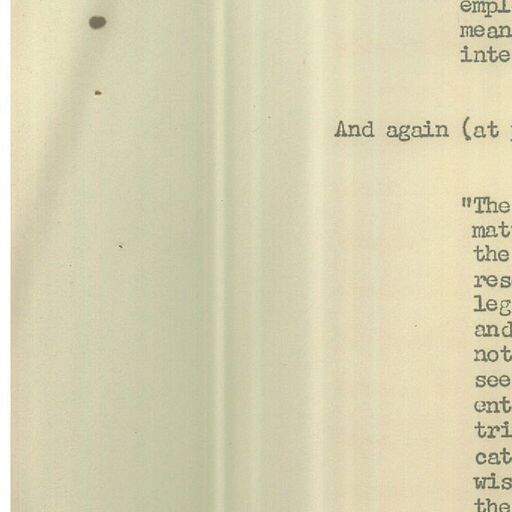 empl
mean
inte
And again (at
"The
mat
the
res
leg
and
not
see
ent
tri
cat
wis
the